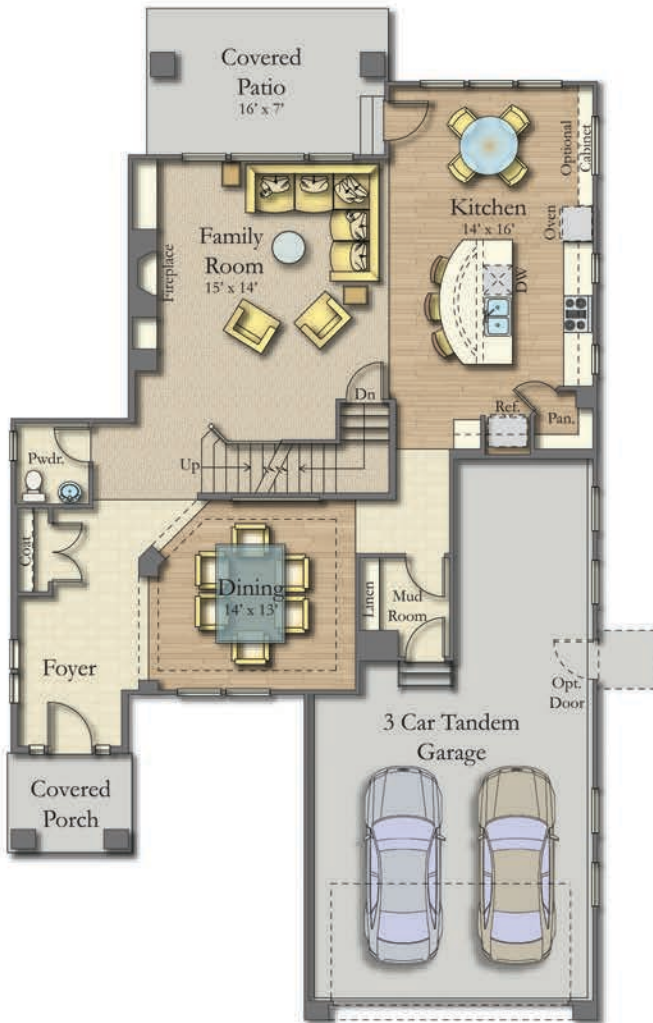 Covered
Patio
16' x 7'
Optional
Cabinet
Kitchen
14' x 16'
Oven
Family
Room
15' x 14'
Fireplace
DW
Dn
Ref.
Pan.
Pwdr.
Up
Coat
Dining
14' x 13'
Linen
Mud
Room
Foyer
Opt.
Door
3 Car Tandem
Garage
Covered
Porch